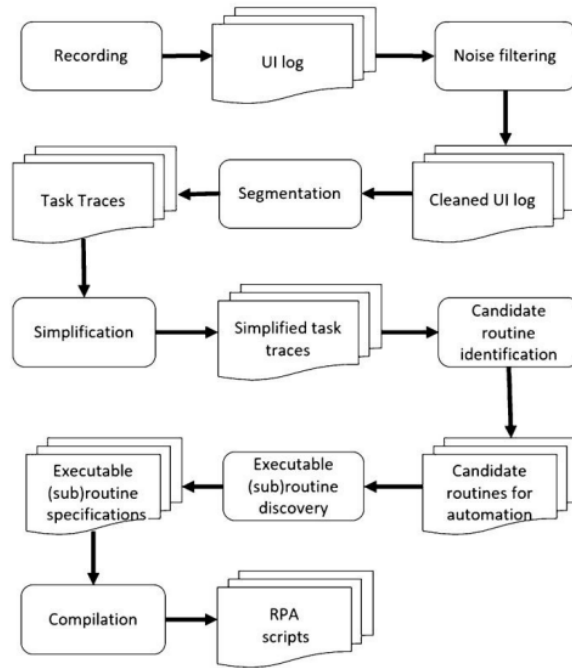 Recording
UI log
Noise filtering
Task Traces
Segmentation
Cleaned UI log
Simplification
Simplified task
traces
Candidate
routine
identification
Executable
(sub)routine
specifications
Executable
(sub)routine
discovery
Candidate
routines for
automation
Compilation
RPA
scripts